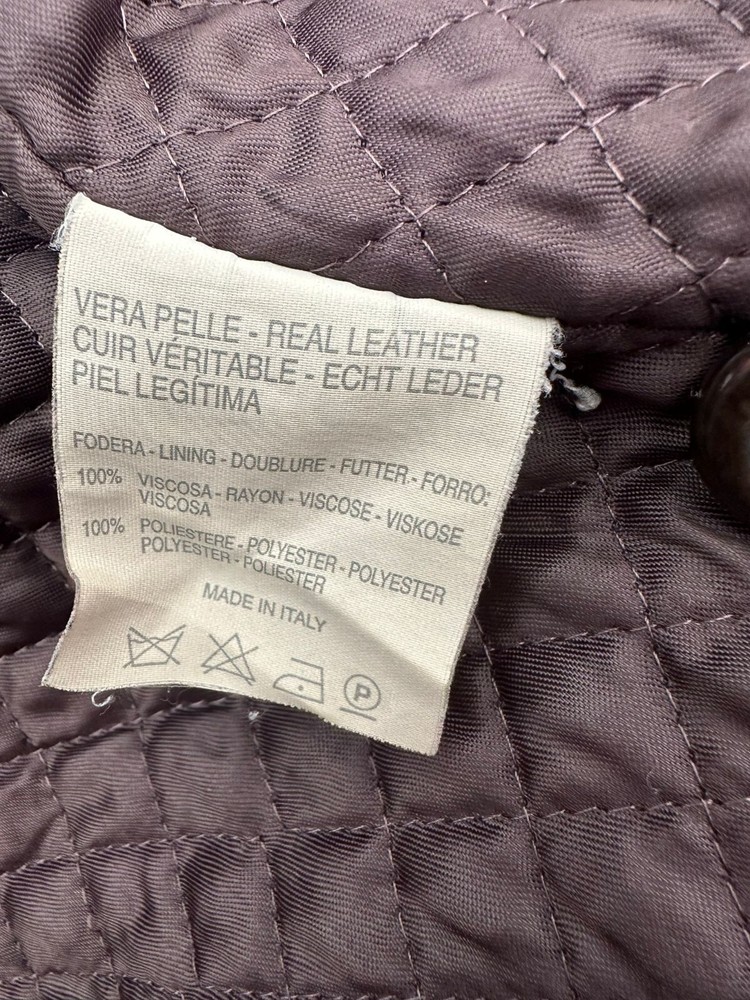 VERA PELLE - REAL LEATHER
CUIR VÉRITABLE - ECHT LEDER
PIEL LEGÍTIMA
FODERA - LINING - DOUBLURE - FUTTER - FORRO:
100% VISCOSA - RAYON - VISCOSE - VISKOSE
VISCOSA
100% POLIESTERE - POLYESTER - POLYESTER
POLYESTER - POLIESTER
MADE IN ITALY
P